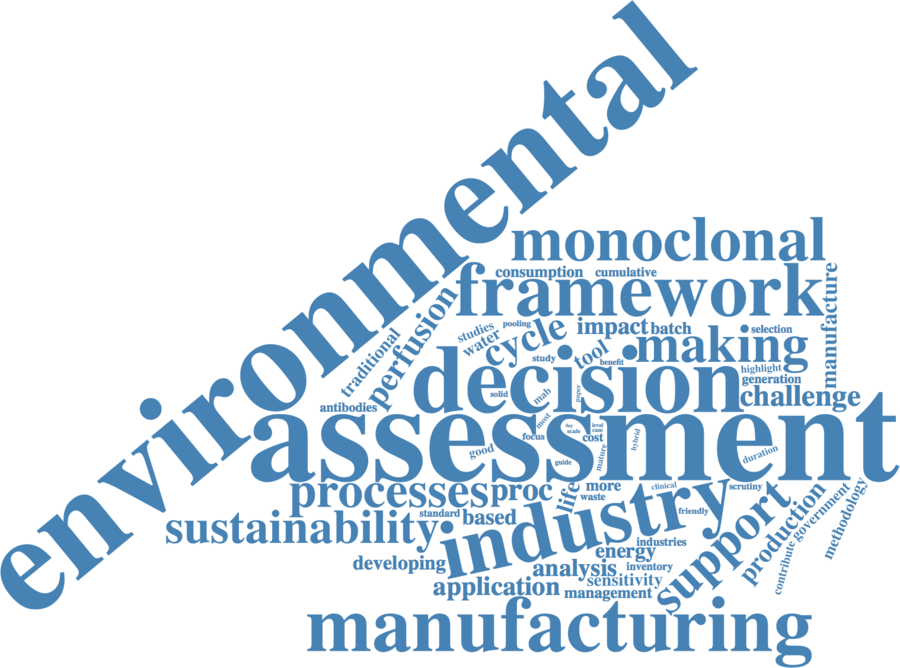 environmental
monoclonal
consumption
cumulative
framework
manufacture
perfusion
traditional
studies
pooling
water
cycle
impact
batch
selection
making
study
tool
benefit
highlight
generation
decision
solid
mab
paper
challenge
antibodies
assessment
most
day
scale
level
case
cost
focus
good
guide
mature
hybrid
duration
processes
proc
life
more
waste
clinical
scrutiny
friendly
standard
based
sustainability
industry
support
production
contribute
government
methodology
industries
energy
developing
analysis
inventory
sensitivity
application
management
manufacturing